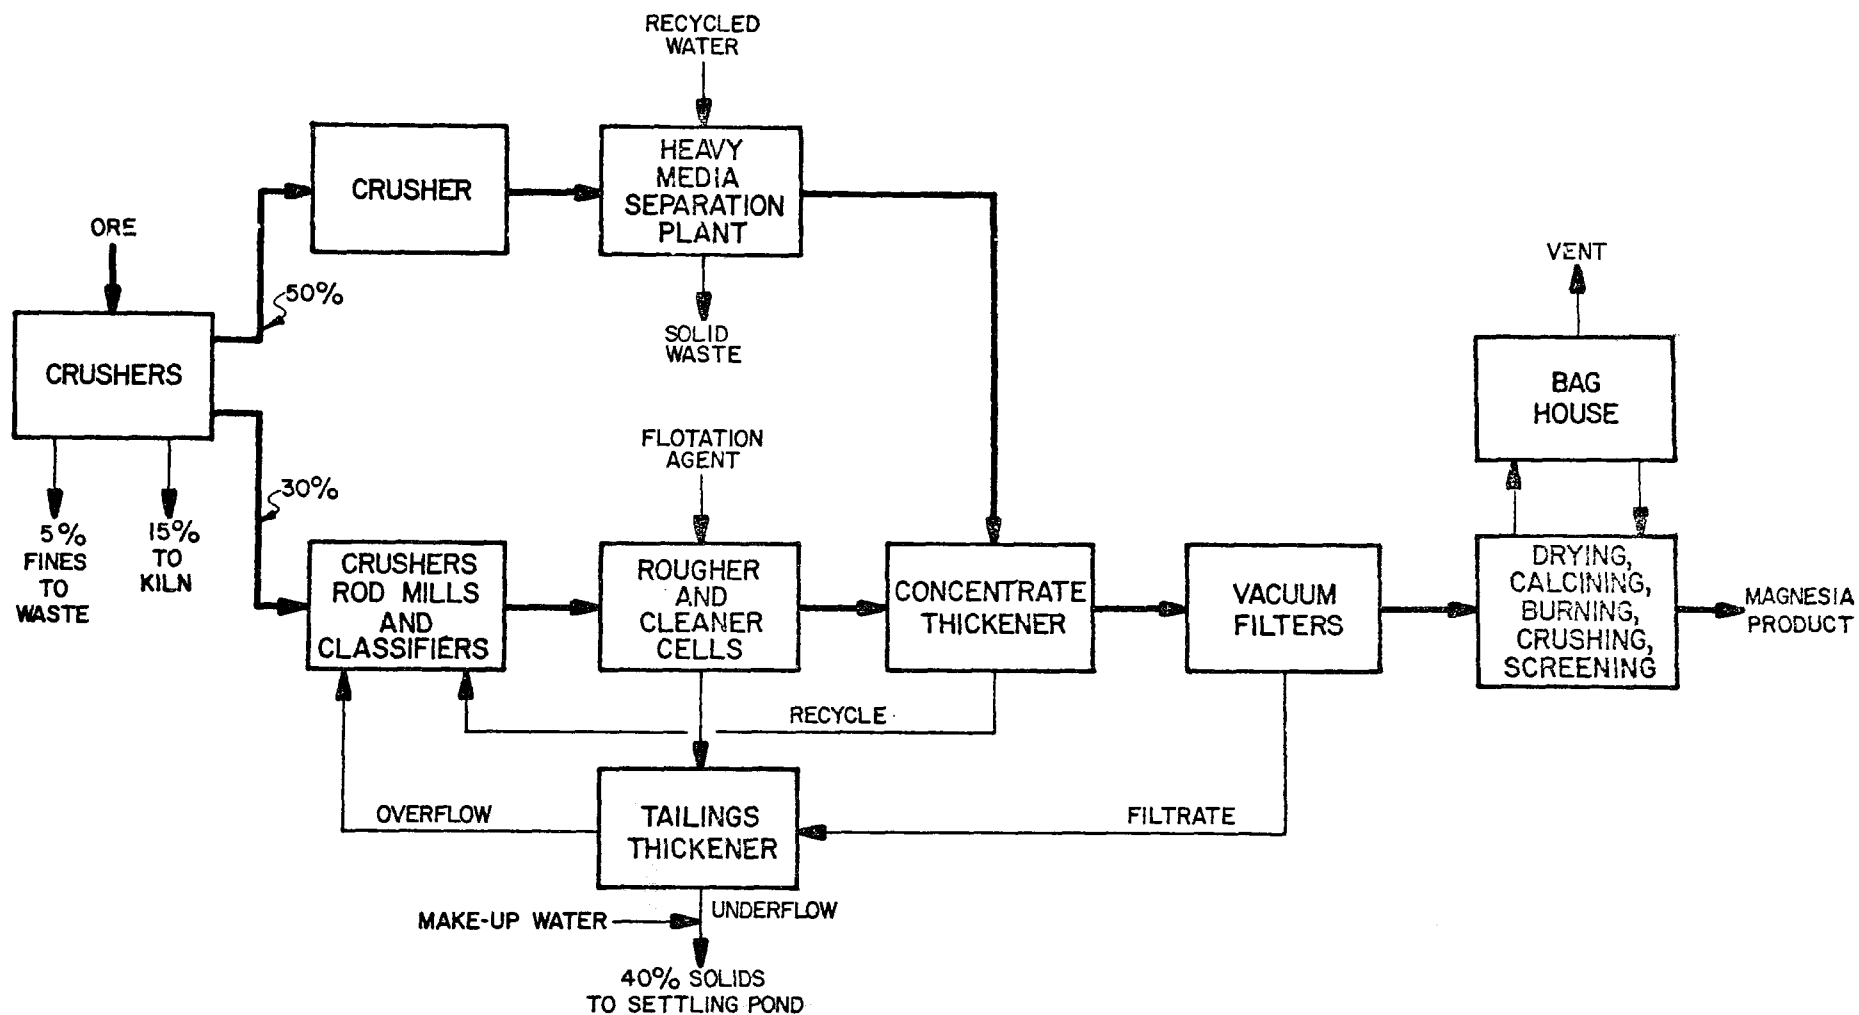 RECYCLED
WATER
CRUSHER
HEAVY
MEDIA
SEPARATION
PLANT
ORE
50%
SOLID
WASTE
CRUSHERS
VENT
BAG
HOUSE
FLOTATION
AGENT
30%
5%
FINES
TO
WASTE
15%
TO
KILN
CRUSHERS
ROD MILLS
AND
CLASSIFIERS
ROUGHER
AND
CLEANER
CELLS
CONCENTRATE
THICKENER
VACUUM
FILTERS
DRYING,
CALCINING,
BURNING,
CRUSHING,
SCREENING
MAGNESIA
PRODUCT
RECYCLE
OVERFLOW
TAILINGS
THICKENER
FILTRATE
MAKE-UP WATER
UNDERFLOW
40% SOLIDS
TO SETTLING POND